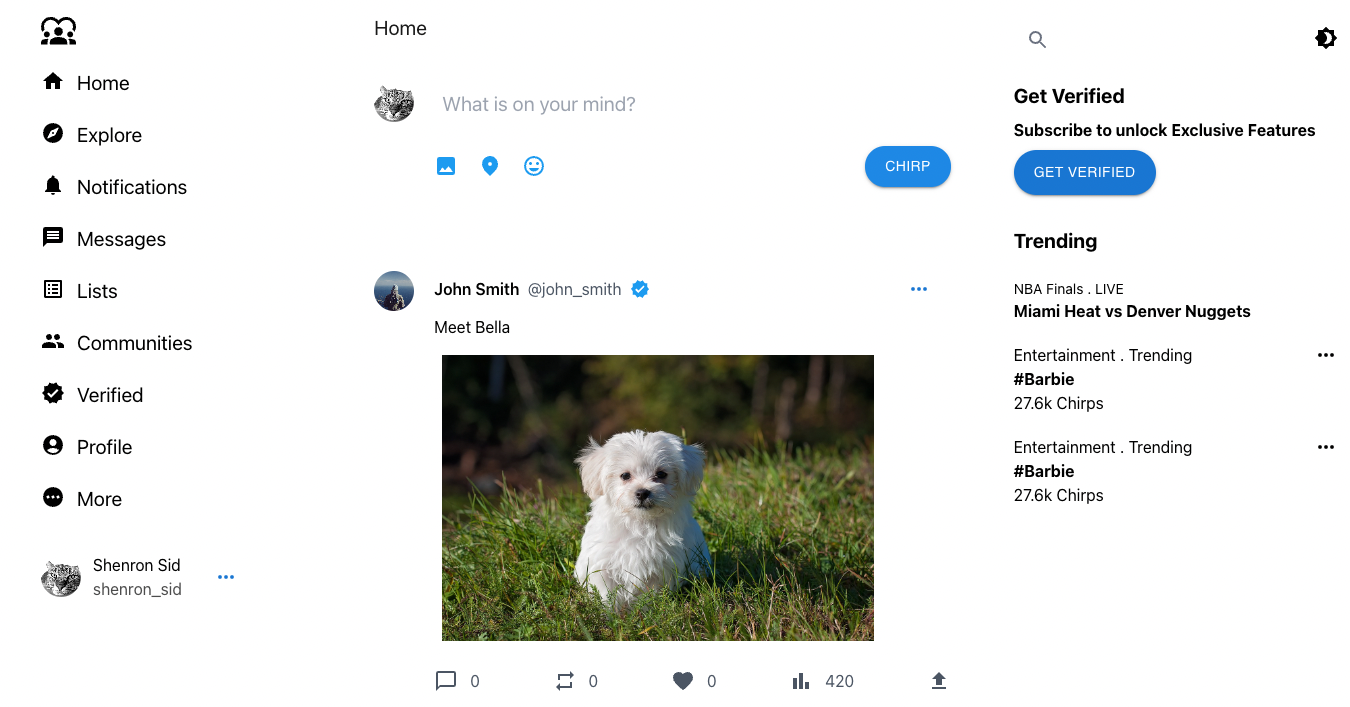 Home
Explore
Notifications
Messages
Lists
Communities
Verified
Profile
More
Shenron Sid
shenron_sid
Home
What is on your mind?
CHIRP
John Smith @john_smith
Meet Bella
0 0 0 420
Get Verified
Subscribe to unlock Exclusive Features
GET VERIFIED
Trending
NBA Finals . LIVE
Miami Heat vs Denver Nuggets
Entertainment . Trending
#Barbie
27.6k Chirps
Entertainment . Trending
#Barbie
27.6k Chirps